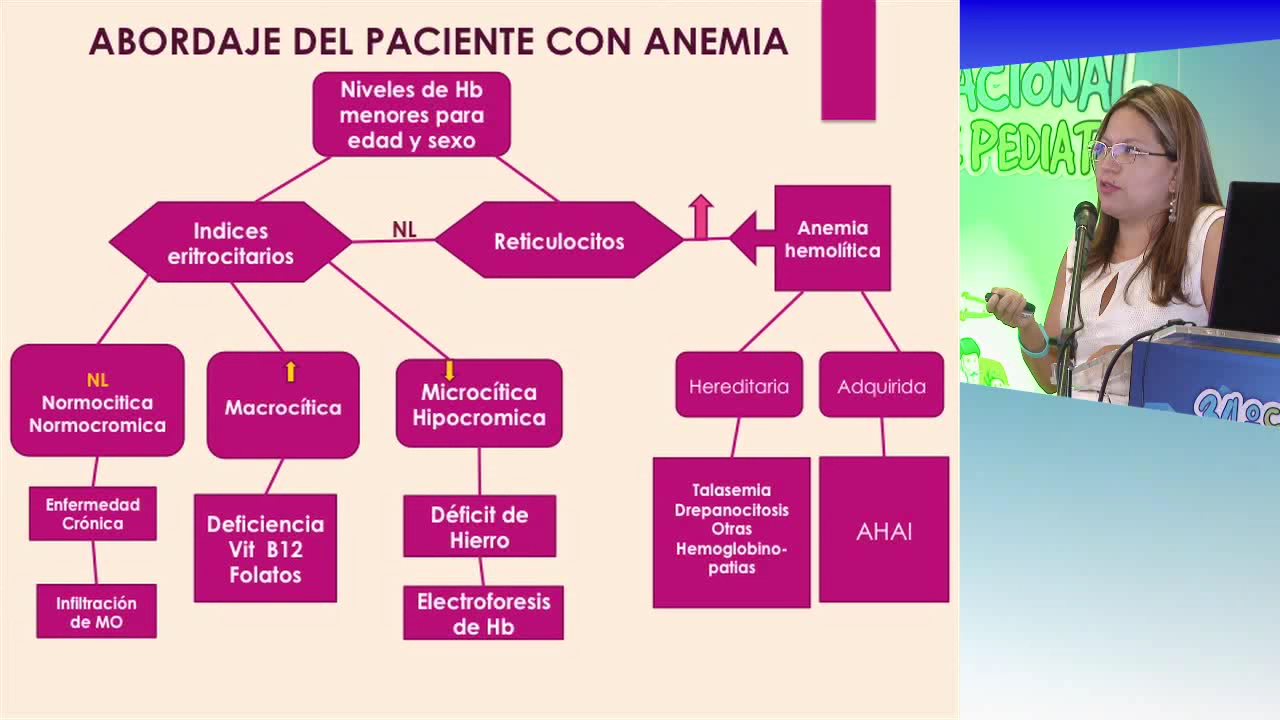 ABORDAJE DEL PACIENTE CON ANEMIA
Niveles de Hb
menores para
edad y sexo
Indices
eritrocitarios
NL
Reticulocitos
Anemia
hemolítica
NL
Normocitica
Normocromica
Macrocítica
Microcítica
Hipocromica
Hereditaria
Adquirida
Enfermedad
Crónica
Infiltración
de MO
Deficiencia
Vit B12
Folatos
Déficit de
Hierro
Electroforesis
de Hb
Talasemia
Drepanocitosis
Otras
Hemoglobino-
patias
AHAI
ACIONAL
E PEDIAT